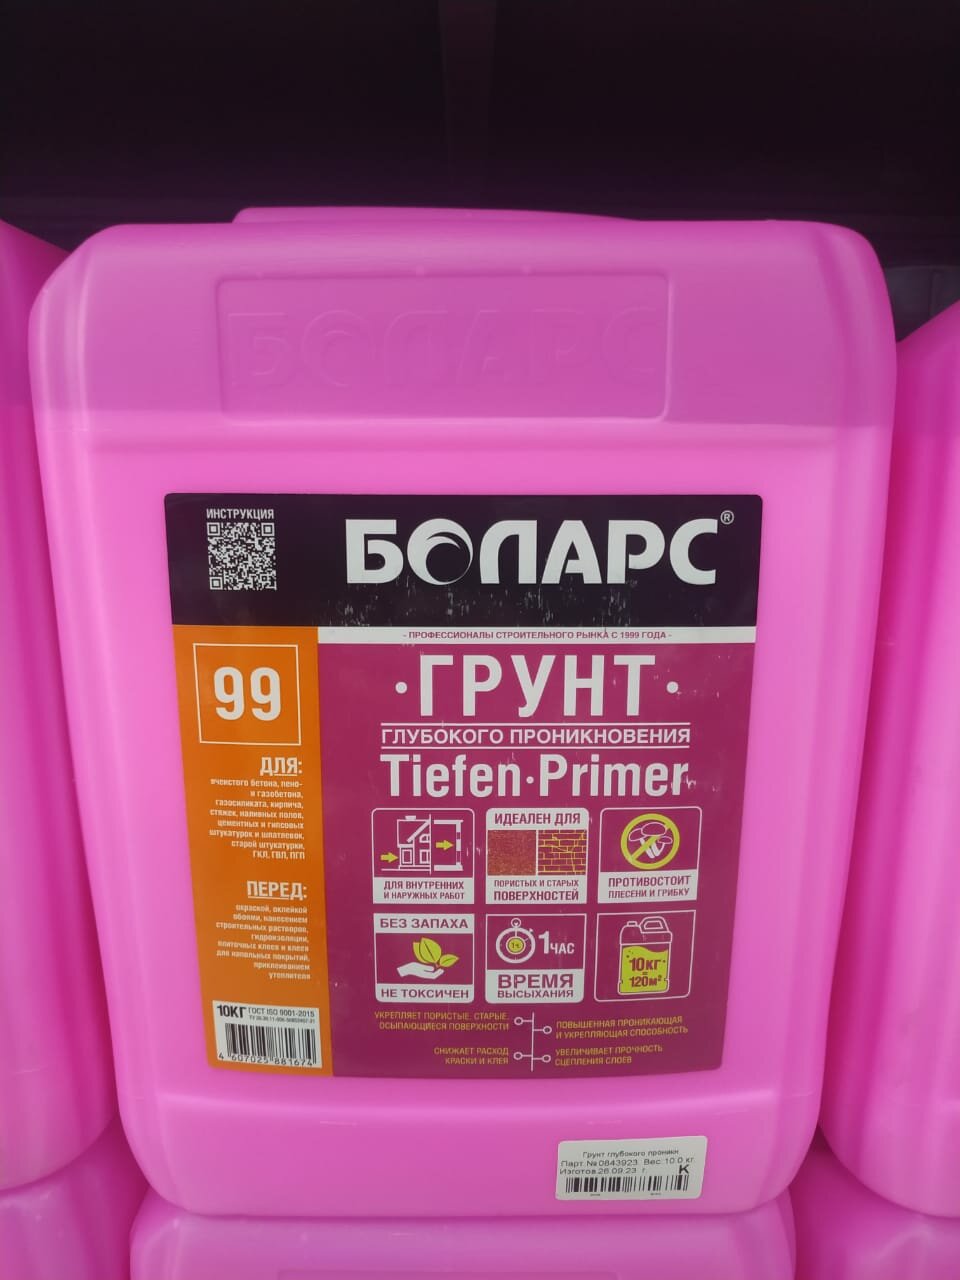 БОЛАРС
ИНСТРУКЦИЯ
БОЛАРС®
- ПРОФЕССИОНАЛЫ СТРОИТЕЛЬНОГО РЫНКА С 1999 ГОДА -
99
·ГРУНТ·
ГЛУБОКОГО ПРОНИКНОВЕНИЯ
Tiefen·Primer
ДЛЯ:
ячеистого бетона, пено-
и газобетона,
газосиликата, кирпича,
стяжек, наливных полов,
цементных и гипсовых
штукатурок и шпатлевок,
старой штукатурки,
ГКЛ, ГВЛ, ПГП
ПЕРЕД:
окраской, оклейкой
обоями, нанесением
строительных растворов,
гидроизоляции,
плиточных клеев и клеев
для напольных покрытий,
приклеиванием
утеплителя
ДЛЯ ВНУТРЕННИХ
И НАРУЖНЫХ РАБОТ
ИДЕАЛЕН ДЛЯ
ПОРИСТЫХ И СТАРЫХ
ПОВЕРХНОСТЕЙ
ПРОТИВОСТОИТ
ПЛЕСЕНИ И ГРИБКУ
БЕЗ ЗАПАХА
НЕ ТОКСИЧЕН
1ч
1 ЧАС
ВРЕМЯ
ВЫСЫХАНИЯ
10КГ
=
120М²
УКРЕПЛЯЕТ ПОРИСТЫЕ, СТАРЫЕ,
ОСЫПАЮЩИЕСЯ ПОВЕРХНОСТИ
ПОВЫШЕННАЯ ПРОНИКАЮЩАЯ
И УКРЕПЛЯЮЩАЯ СПОСОБНОСТЬ
СНИЖАЕТ РАСХОД
КРАСКИ И КЛЕЯ
УВЕЛИЧИВАЕТ ПРОЧНОСТЬ
СЦЕПЛЕНИЯ СЛОЕВ
10КГ ГОСТ ISO 9001-2015
4 607023 881674
Грунт глубокого проникн
Парт.№0843923 Вес:10.0 кг.
Изготов.26.09.23 г. К